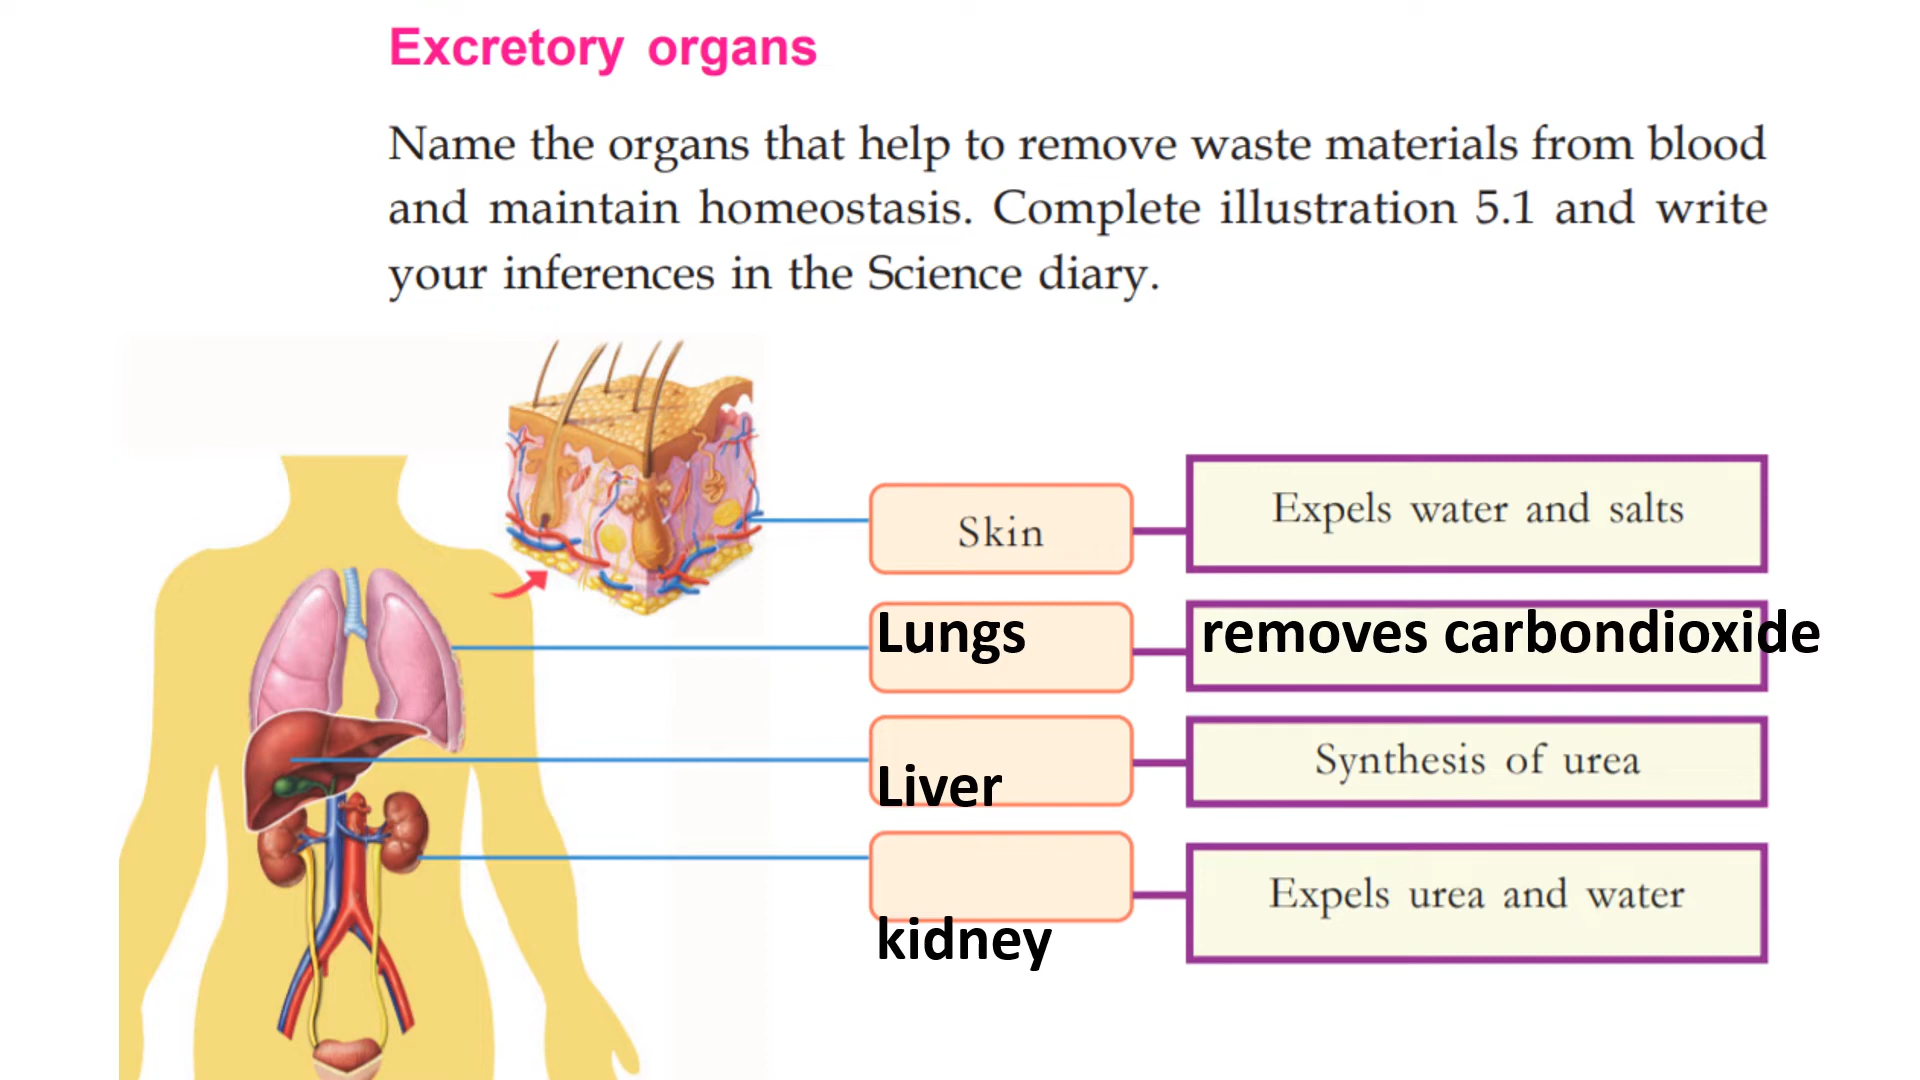 Excretory organs
Name the organs that help to remove waste materials from blood
and maintain homeostasis. Complete illustration 5.1 and write
your inferences in the Science diary.
Skin
Expels water and salts
Lungs
removes carbondioxide
Liver
Synthesis of urea
kidney
Expels urea and water